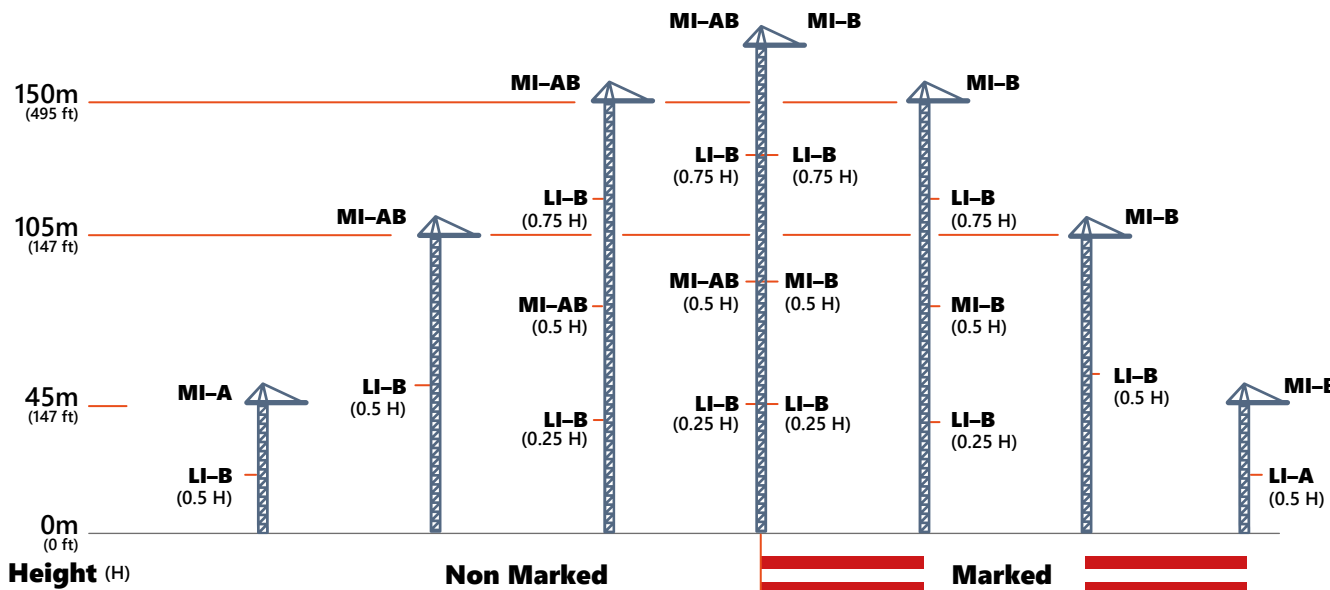 MI–AB MI–B
150m
(495 ft)
MI–AB
MI–B
LI–B
(0.75 H)
LI–B
(0.75 H)
LI–B
(0.75 H)
LI–B
(0.75 H)
105m
(147 ft)
MI–AB
MI–B
MI–AB
(0.5 H)
MI–B
(0.5 H)
MI–AB
(0.5 H)
MI–B
(0.5 H)
45m
(147 ft)
MI–A
LI–B
(0.5 H)
LI–B
(0.25 H)
LI–B
(0.25 H)
LI–B
(0.25 H)
LI–B
(0.25 H)
LI–B
(0.5 H)
MI–B
LI–B
(0.5 H)
LI–A
(0.5 H)
0m
(0 ft)
Height (H)
Non Marked
Marked